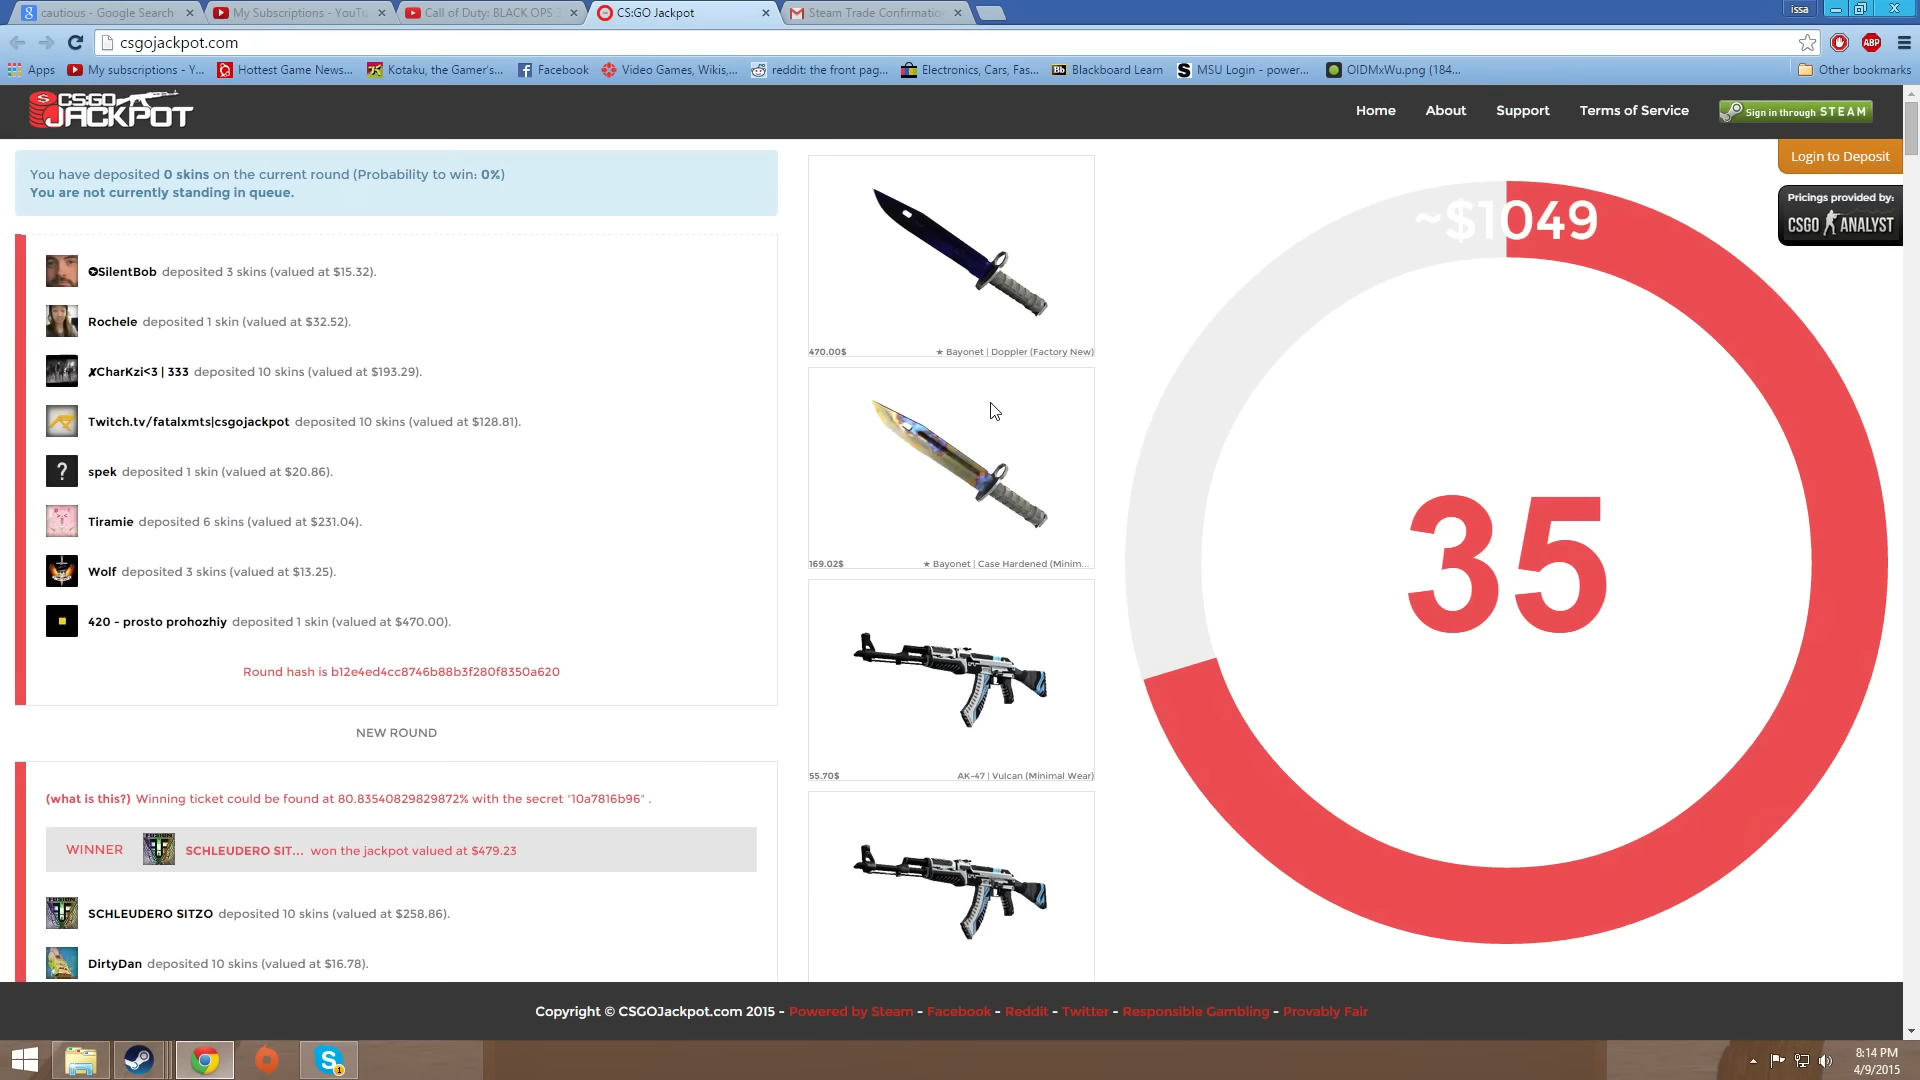 cautious - Google Search
My Subscriptions - YouTu
Call of Duty: BLACK OPS 3
CS:GO Jackpot
Steam Trade Confirmatio
issa
csgojackpot.com
ABP
Apps
My subscriptions - Y...
Hottest Game News...
Kotaku, the Gamer's...
Facebook
Video Games, Wikis,...
reddit: the front pag...
Electronics, Cars, Fas...
Bb Blackboard Learn
MSU Login - power...
OIDMxWu.png (184...
Other bookmarks
CS:GO
JACKPOT
Home
About
Support
Terms of Service
Sign in through STEAM
Login to Deposit
Pricings provided by:
CSGO ANALYST
You have deposited 0 skins on the current round (Probability to win: 0%)
You are not currently standing in queue.
✪SilentBob deposited 3 skins (valued at $15.32).
Rochele deposited 1 skin (valued at $32.52).
✘CharKzi<3 | 333 deposited 10 skins (valued at $193.29).
Twitch.tv/fatalxmts|csgojackpot deposited 10 skins (valued at $128.81).
? spek deposited 1 skin (valued at $20.86).
Tiramie deposited 6 skins (valued at $231.04).
Wolf deposited 3 skins (valued at $13.25).
420 - prosto prohozhiy deposited 1 skin (valued at $470.00).
Round hash is b12e4ed4cc8746b88b3f280f8350a620
NEW ROUND
(what is this?) Winning ticket could be found at 80.83540829829872% with the secret "10a7816b96" .
WINNER SCHLEUDERO SIT... won the jackpot valued at $479.23
SCHLEUDERO SITZO deposited 10 skins (valued at $258.86).
DirtyDan deposited 10 skins (valued at $16.78).
470.00$ ★ Bayonet | Doppler (Factory New)
169.02$ ★ Bayonet | Case Hardened (Minim...
55.70$ AK-47 | Vulcan (Minimal Wear)
~$1049
35
Copyright © CSGOJackpot.com 2015 - Powered by Steam - Facebook - Reddit - Twitter - Responsible Gambling - Provably Fair
8:14 PM
4/9/2015